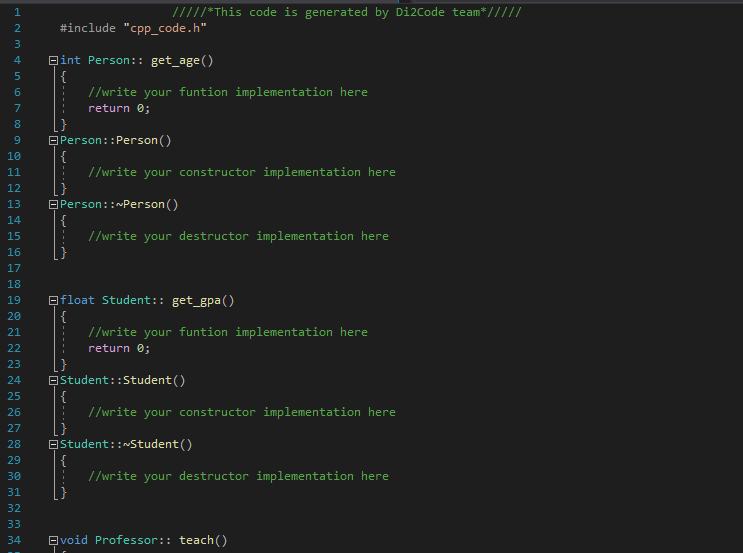 1 /////*This code is generated by Di2Code team*/////
2 #include "cpp_code.h"
3
4 int Person:: get_age()
5 {
6 //write your funtion implementation here
7 return 0;
8 }
9 Person::Person()
10 {
11 //write your constructor implementation here
12 }
13 Person::~Person()
14 {
15 //write your destructor implementation here
16 }
17
18
19 float Student:: get_gpa()
20 {
21 //write your funtion implementation here
22 return 0;
23 }
24 Student::Student()
25 {
26 //write your constructor implementation here
27 }
28 Student::~Student()
29 {
30 //write your destructor implementation here
31 }
32
33
34 void Professor:: teach()